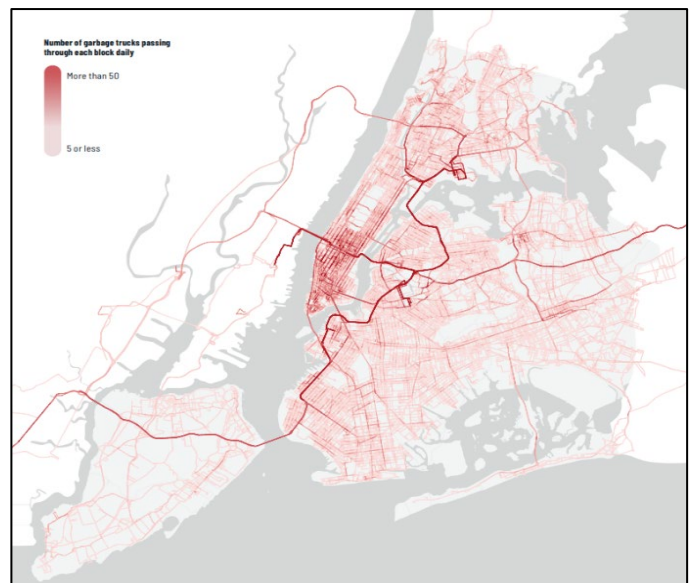 Number of garbage trucks passing
through each block daily
More than 50
5 or less